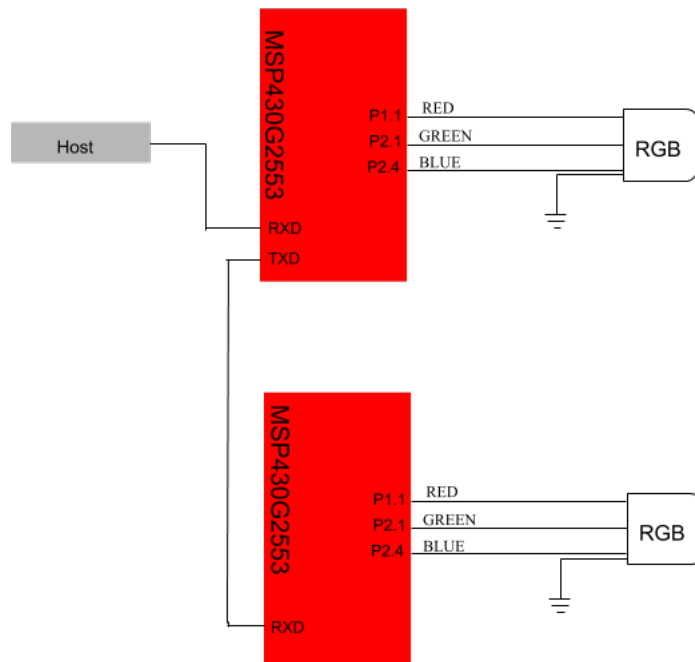 MSP430G2553
P1.1 RED
P2.1 GREEN
P2.4 BLUE
RGB
Host
RXD
TXD
MSP430G2553
P1.1 RED
P2.1 GREEN
P2.4 BLUE
RGB
RXD